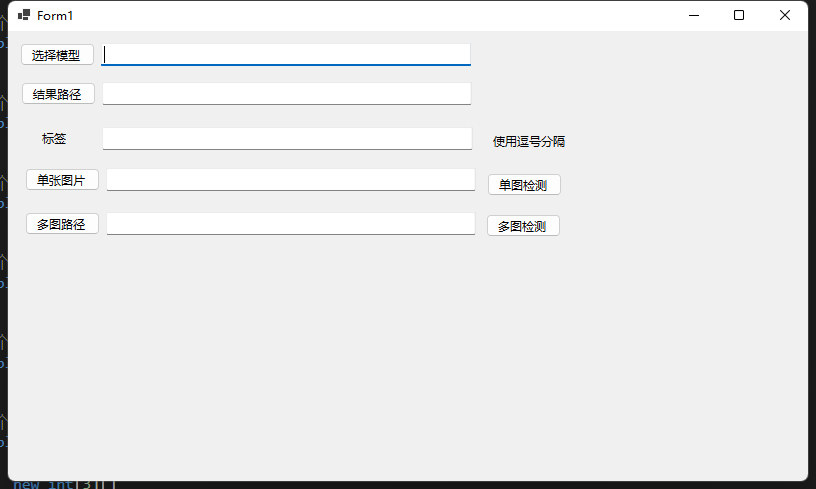 Form1
选择模型
结果路径
标签 使用逗号分隔
单张图片 单图检测
多图路径 多图检测
new int[3][]